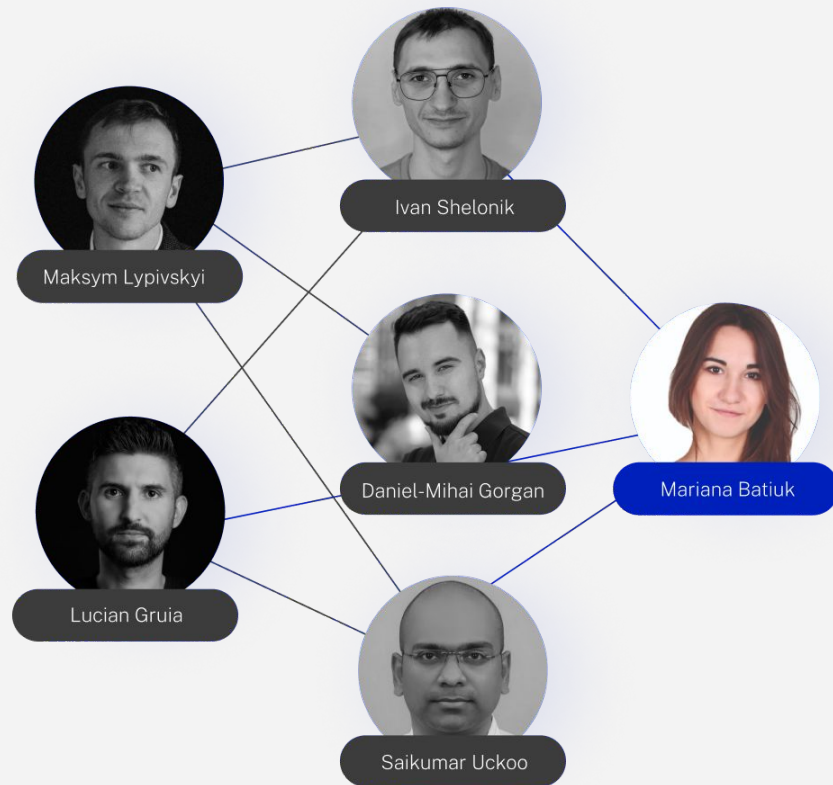 Ivan Shelonik
Maksym Lypivskyi
Daniel-Mihai Gorgan
Mariana Batiuk
Lucian Gruia
Saikumar Uckoo